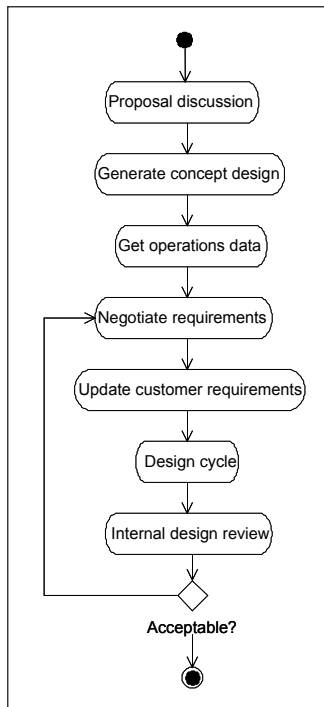 Proposal discussion
Generate concept design
Get operations data
Negotiate requirements
Update customer requirements
Design cycle
Internal design review
Acceptable?